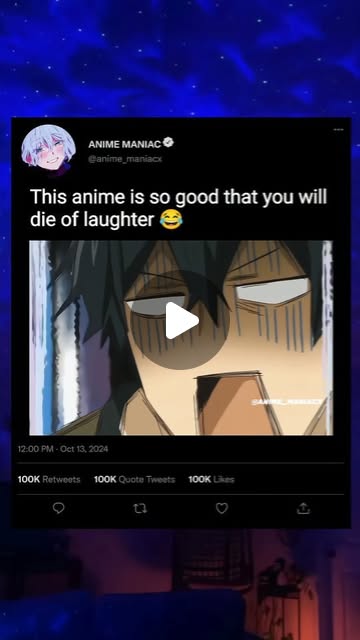 ANIME MANIAC
@anime_maniacx
This anime is so good that you will
die of laughter 😂
@ANIME_MANIACX
12:00 PM · Oct 13, 2024
100K Retweets 100K Quote Tweets 100K Likes